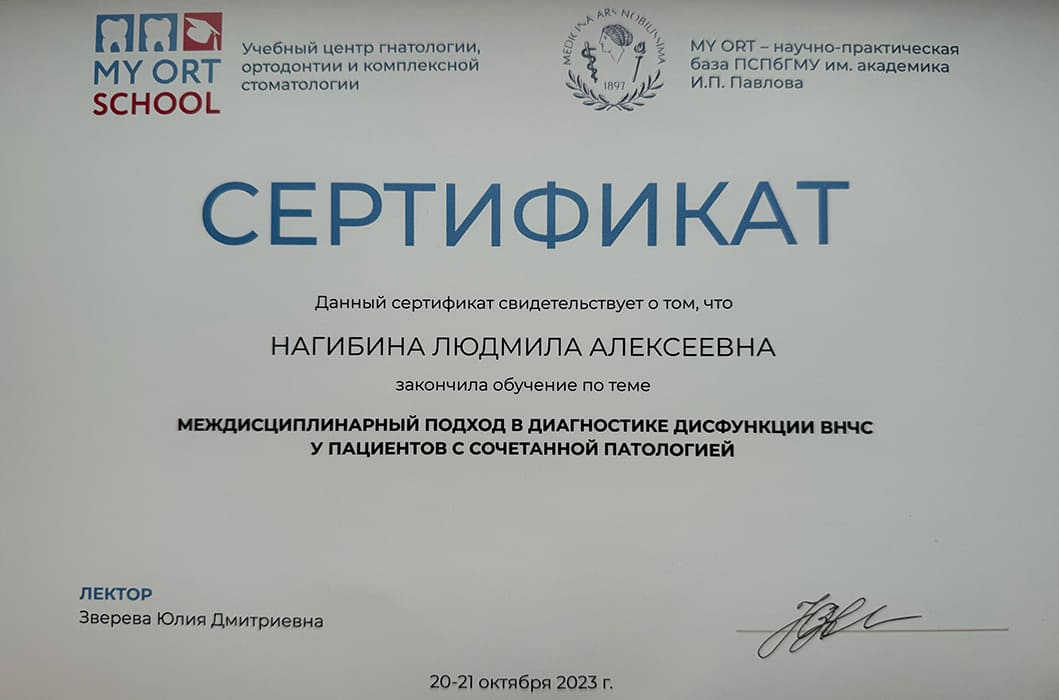 MY ORT
SCHOOL
Учебный центр гнатологии,
ортодонтии и комплексной
стоматологии
MEDICINA ARS NOBILISSIMA
1897
MY ORT – научно-практическая
база ПСПбГМУ им. академика
И.П. Павлова
СЕРТИФИКАТ
Данный сертификат свидетельствует о том, что
НАГИБИНА ЛЮДМИЛА АЛЕКСЕЕВНА
закончила обучение по теме
МЕЖДИСЦИПЛИНАРНЫЙ ПОДХОД В ДИАГНОСТИКЕ ДИСФУНКЦИИ ВНЧС
У ПАЦИЕНТОВ С СОЧЕТАННОЙ ПАТОЛОГИЕЙ
ЛЕКТОР
Зверева Юлия Дмитриевна
20-21 октября 2023 г.